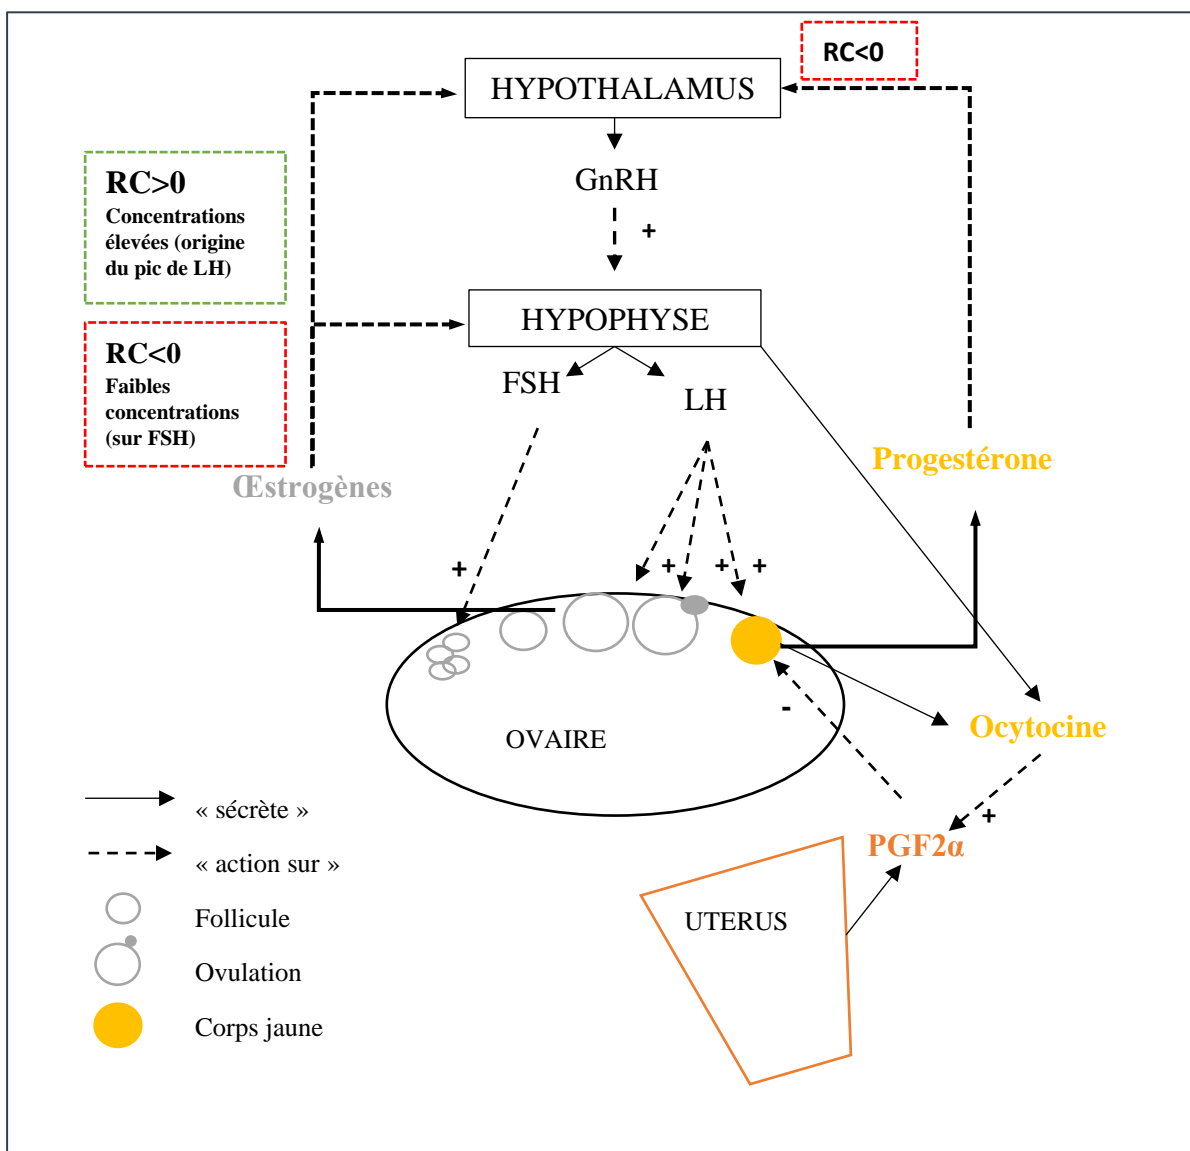 RC<0
HYPOTHALAMUS
GnRH
+
RC>0
Concentrations
élevées (origine
du pic de LH)
HYPOPHYSE
RC<0
Faibles
concentrations
(sur FSH)
FSH
LH
Œstrogènes
Progestérone
+
+
+
+
-
OVAIRE
Ocytocine
+
PGF2α
UTERUS
« sécrète »
« action sur »
Follicule
Ovulation
Corps jaune